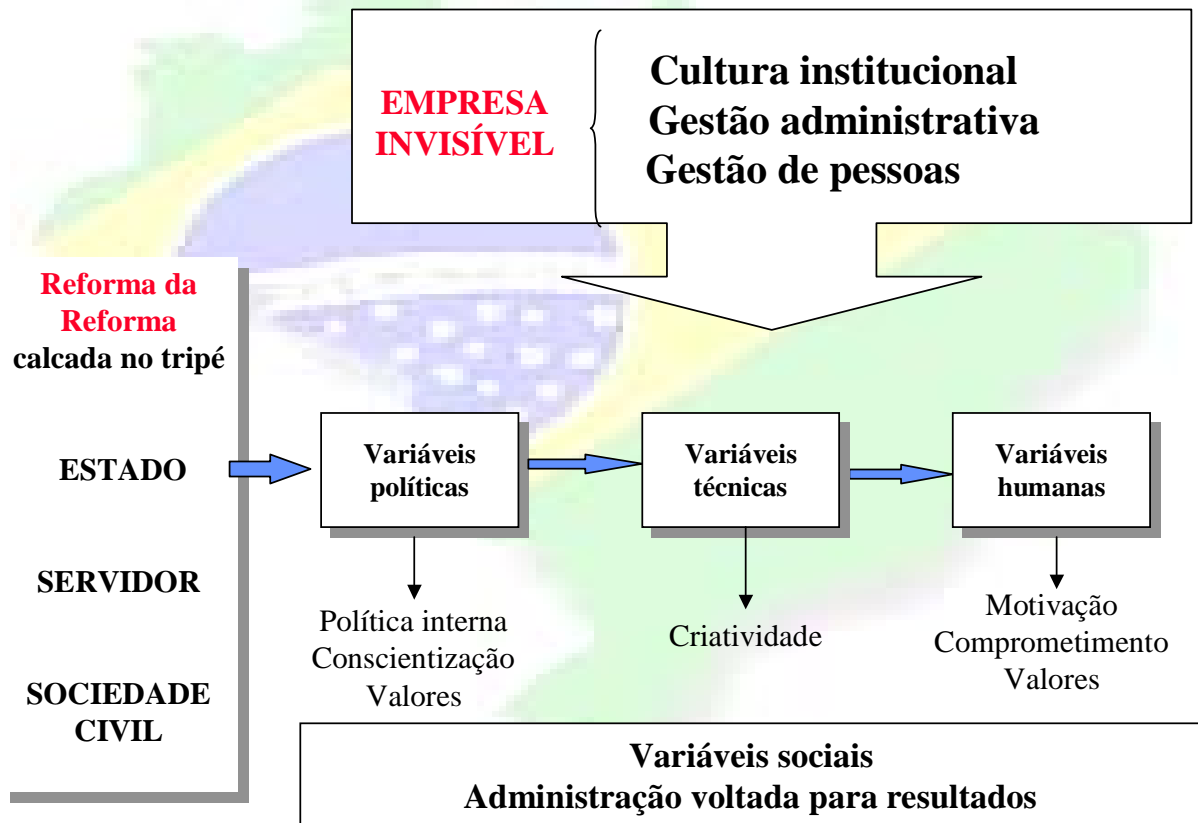 EMPRESA
INVISÍVEL
Cultura institucional
Gestão administrativa
Gestão de pessoas
Reforma da
Reforma
calcada no tripé
ESTADO
SERVIDOR
SOCIEDADE
CIVIL
Variáveis
políticas
Variáveis
técnicas
Variáveis
humanas
Política interna
Conscientização
Valores
Criatividade
Motivação
Comprometimento
Valores
Variáveis sociais
Administração voltada para resultados